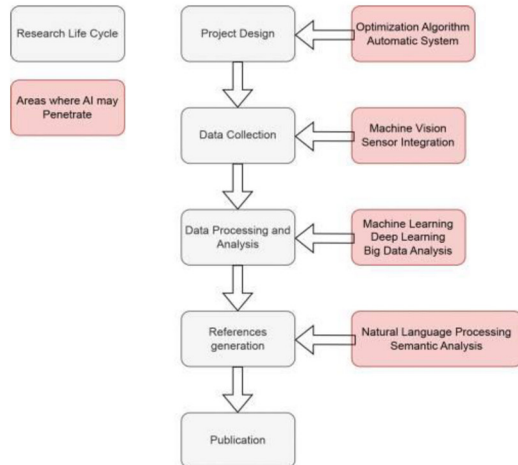 Research Life Cycle
Project Design
Optimization Algorithm
Automatic System
Areas where AI may
Penetrate
Data Collection
Machine Vision
Sensor Integration
Data Processing and
Analysis
Machine Learning
Deep Learning
Big Data Analysis
References
generation
Natural Language Processing
Semantic Analysis
Publication